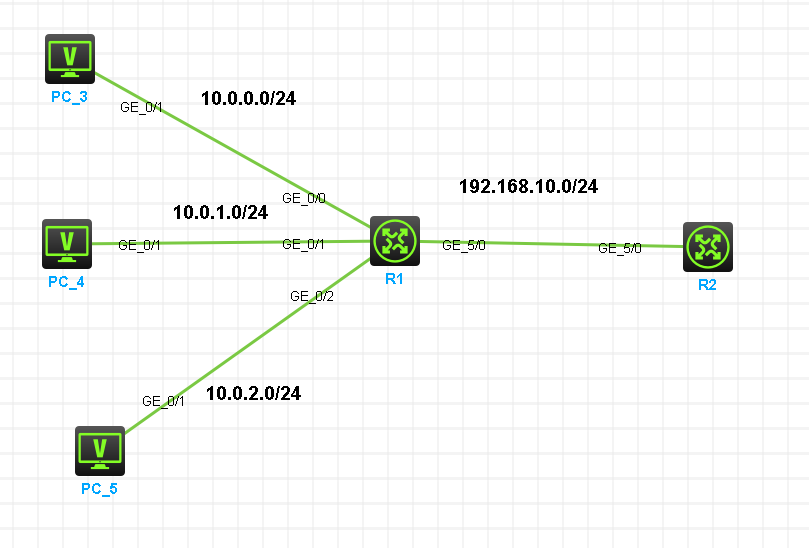 PC_3
GE_0/1
10.0.0.0/24
GE_0/0
192.168.10.0/24
10.0.1.0/24
PC_4
GE_0/1
GE_0/1
R1
GE_5/0
GE_5/0
R2
GE_0/2
10.0.2.0/24
GE_0/1
PC_5